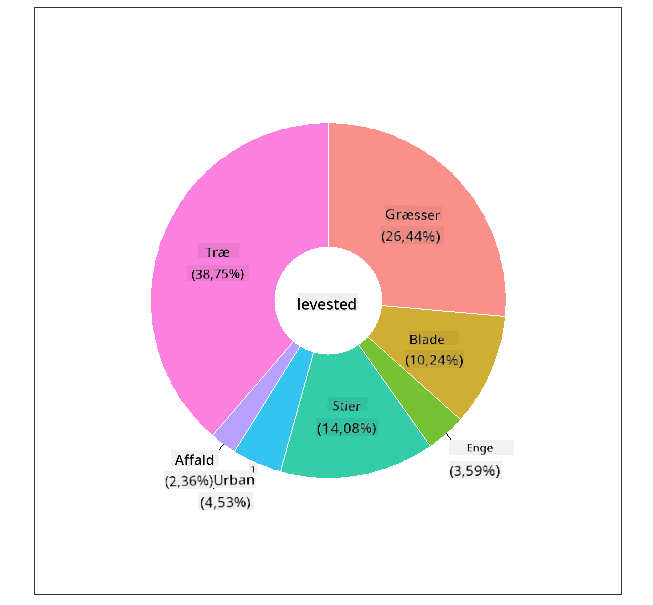 Græsser
(26,44%)
Træ
(38,75%)
levested
Blade
(10,24%)
Stier
(14,08%)
Enge
(3,59%)
Affald
(2,36%)
Urban
(4,53%)